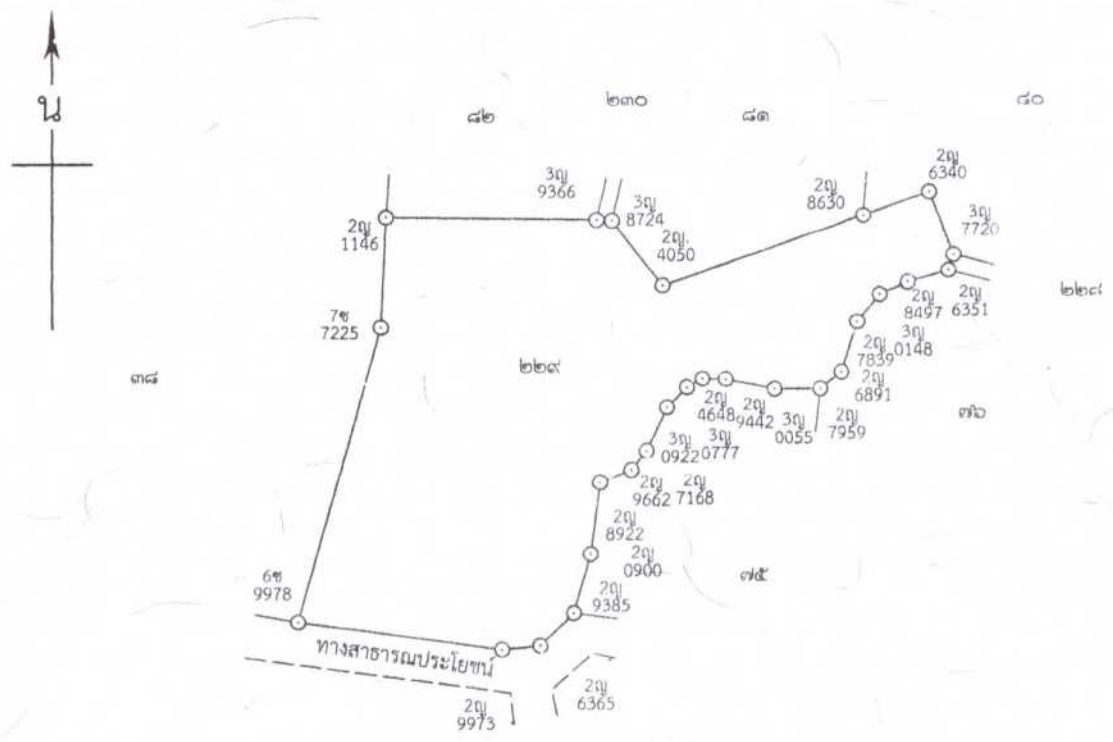 น
๘๒
๒๓๐
๘๑
๘๐
3ญ
9366
3ญ
8724
2ญ
8630
2ญ
6340
3ญ
7720
2ญ
1146
2ญ.
4050
7ซ
7225
2ญ
8497
2ญ
6351
๒๒๘
3ญ
0148
2ญ
7839
๓๘
๒๒๙
2ญ
6891
2ญ
4648
2ญ
9442
3ญ
0055
2ญ
7959
๗๖
3ญ
0922
3ญ
0777
2ญ
9662
2ญ
7168
2ญ
8922
2ญ
0900
๗๕
6ซ
9978
2ญ
9385
ทางสาธารณประโยชน์
2ญ
9973
2ญ
6365